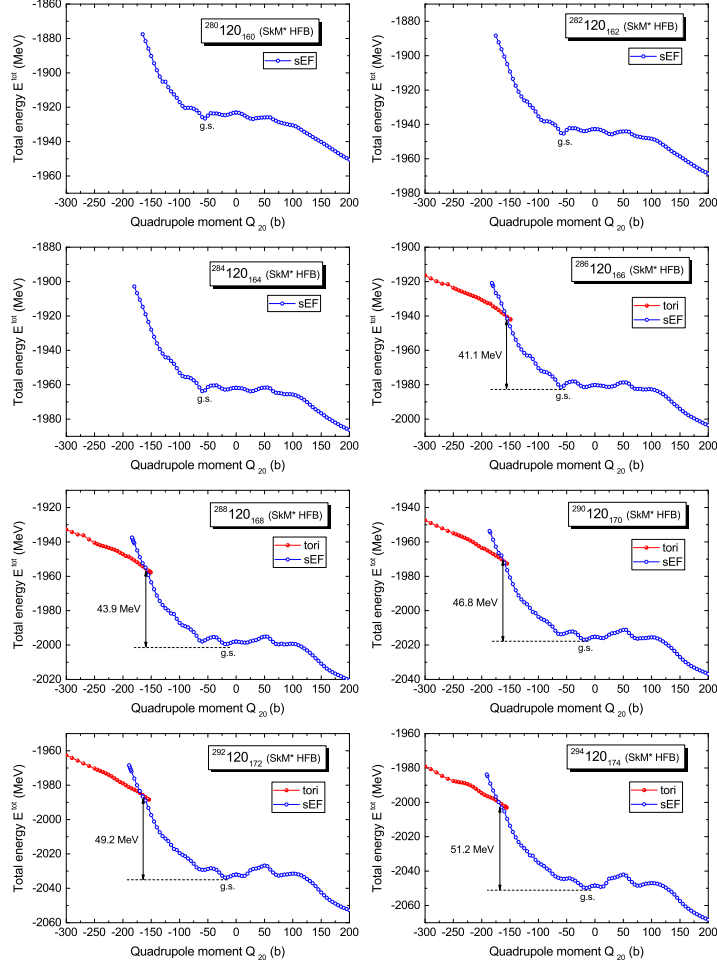 ²⁸⁰120₁₆₀ (SkM* HFB)
sEF
g.s.
Total energy E^tot (MeV)
-1860
-1880
-1900
-1920
-1940
-1960
-300 -250 -200 -150 -100 -50 0 50 100 150 200
Quadrupole moment Q₂₀ (b)
²⁸²120₁₆₂ (SkM* HFB)
sEF
g.s.
Total energy E^tot (MeV)
-1880
-1900
-1920
-1940
-1960
-1980
-300 -250 -200 -150 -100 -50 0 50 100 150 200
Quadrupole moment Q₂₀ (b)
²⁸⁴120₁₆₄ (SkM* HFB)
sEF
g.s.
Total energy E^tot (MeV)
-1880
-1900
-1920
-1940
-1960
-1980
-300 -250 -200 -150 -100 -50 0 50 100 150 200
Quadrupole moment Q₂₀ (b)
²⁸⁶120₁₆₆ (SkM* HFB)
tori
sEF
41.1 MeV
g.s.
Total energy E^tot (MeV)
-1900
-1920
-1940
-1960
-1980
-2000
-300 -250 -200 -150 -100 -50 0 50 100 150 200
Quadrupole moment Q₂₀ (b)
²⁸⁸120₁₆₈ (SkM* HFB)
tori
sEF
43.9 MeV
g.s.
Total energy E^tot (MeV)
-1920
-1940
-1960
-1980
-2000
-2020
-300 -250 -200 -150 -100 -50 0 50 100 150 200
Quadrupole moment Q₂₀ (b)
²⁹⁰120₁₇₀ (SkM* HFB)
tori
sEF
46.8 MeV
g.s.
Total energy E^tot (MeV)
-1940
-1960
-1980
-2000
-2020
-2040
-300 -250 -200 -150 -100 -50 0 50 100 150 200
Quadrupole moment Q₂₀ (b)
²⁹²120₁₇₂ (SkM* HFB)
tori
sEF
49.2 MeV
g.s.
Total energy E^tot (MeV)
-1960
-1980
-2000
-2020
-2040
-2060
-300 -250 -200 -150 -100 -50 0 50 100 150 200
Quadrupole moment Q₂₀ (b)
²⁹⁴120₁₇₄ (SkM* HFB)
tori
sEF
51.2 MeV
g.s.
Total energy E^tot (MeV)
-1980
-2000
-2020
-2040
-2060
-300 -250 -200 -150 -100 -50 0 50 100 150 200
Quadrupole moment Q₂₀ (b)